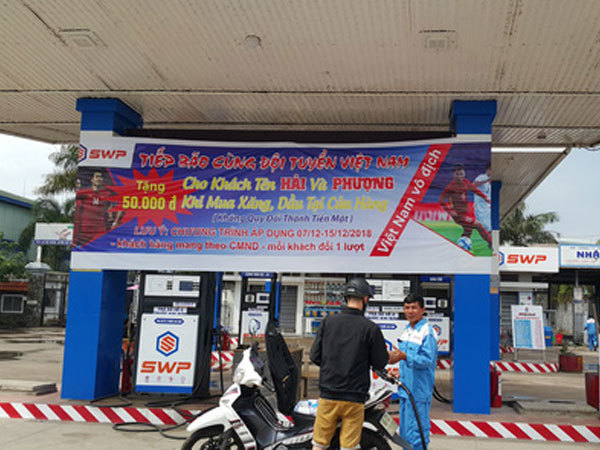 SWP
TIẾP BÃO CÙNG ĐỘI TUYỂN VIỆT NAM
Tặng
50.000 đ
Cho Khách Tên HẢI Và PHƯỢNG
Khi Mua Xăng, Dầu Tại Cửa Hàng
( Không Quy Đổi Thành Tiền Mặt )
LƯU Ý: CHƯƠNG TRÌNH ÁP DỤNG 07/12-15/12/2018
- khách hàng mang theo CMND - mỗi khách đổi 1 lượt
Việt Nam vô địch
SWP
SWP
SWP
NHẬ